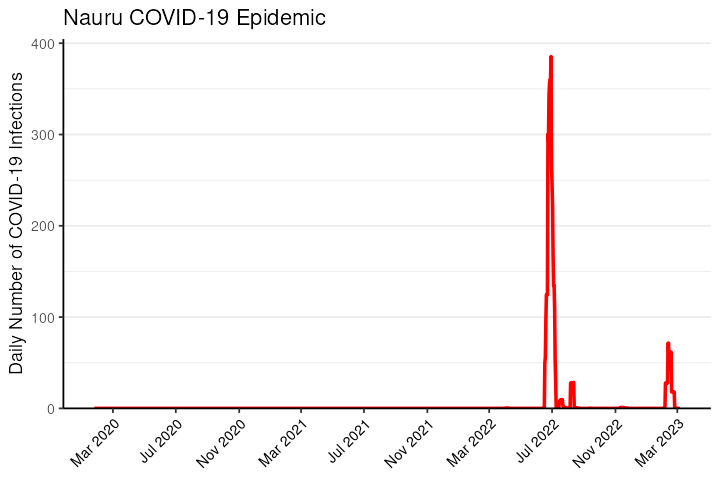 Nauru COVID-19 Epidemic
Daily Number of COVID-19 Infections
400
300
200
100
0
Mar 2020
Jul 2020
Nov 2020
Mar 2021
Jul 2021
Nov 2021
Mar 2022
Jul 2022
Nov 2022
Mar 2023